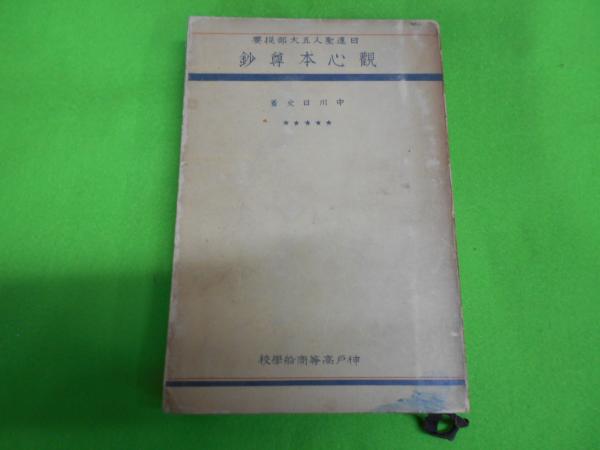 日蓮聖人五大部提要
觀心本尊鈔
中川日史著
★★★★★
神戸高等商船學校